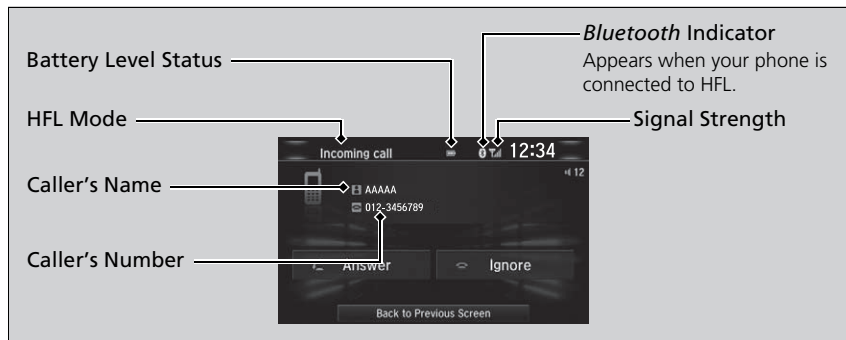 Bluetooth Indicator
Appears when your phone is
connected to HFL.
Battery Level Status
HFL Mode
Signal Strength
Incoming call
12:34
12
Caller's Name
AAAAA
012-3456789
Caller's Number
Answer
Ignore
Back to Previous Screen